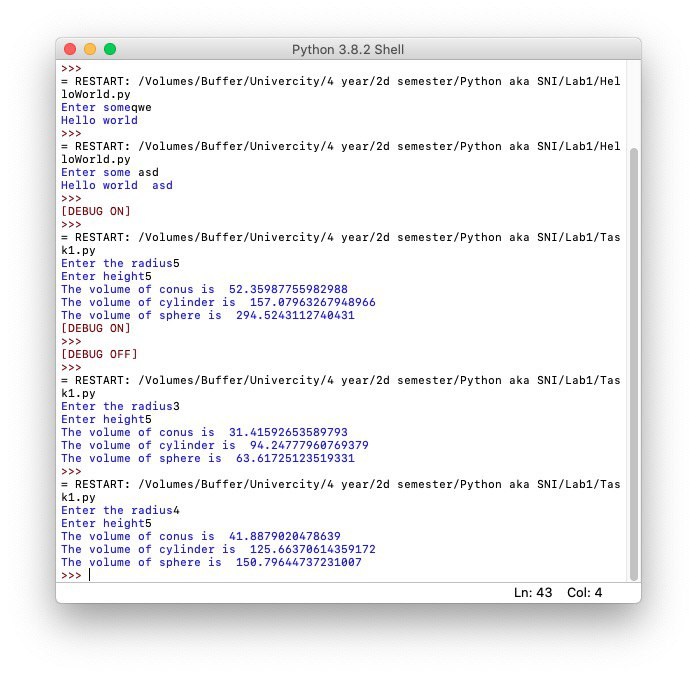 Python 3.8.2 Shell
>>>
= RESTART: /Volumes/Buffer/Univercity/4 year/2d semester/Python aka SNI/Lab1/Hel
loWorld.py
Enter someqwe
Hello world
>>>
= RESTART: /Volumes/Buffer/Univercity/4 year/2d semester/Python aka SNI/Lab1/Hel
loWorld.py
Enter some asd
Hello world  asd
>>>
[DEBUG ON]
>>>
= RESTART: /Volumes/Buffer/Univercity/4 year/2d semester/Python aka SNI/Lab1/Tas
k1.py
Enter the radius5
Enter height5
The volume of conus is  52.35987755982988
The volume of cylinder is  157.07963267948966
The volume of sphere is  294.5243112740431
[DEBUG ON]
>>>
[DEBUG OFF]
>>>
= RESTART: /Volumes/Buffer/Univercity/4 year/2d semester/Python aka SNI/Lab1/Tas
k1.py
Enter the radius3
Enter height5
The volume of conus is  31.41592653589793
The volume of cylinder is  94.24777960769379
The volume of sphere is  63.61725123519331
>>>
= RESTART: /Volumes/Buffer/Univercity/4 year/2d semester/Python aka SNI/Lab1/Tas
k1.py
Enter the radius4
Enter height5
The volume of conus is  41.8879020478639
The volume of cylinder is  125.66370614359172
The volume of sphere is  150.79644737231007
>>>
Ln: 43 Col: 4